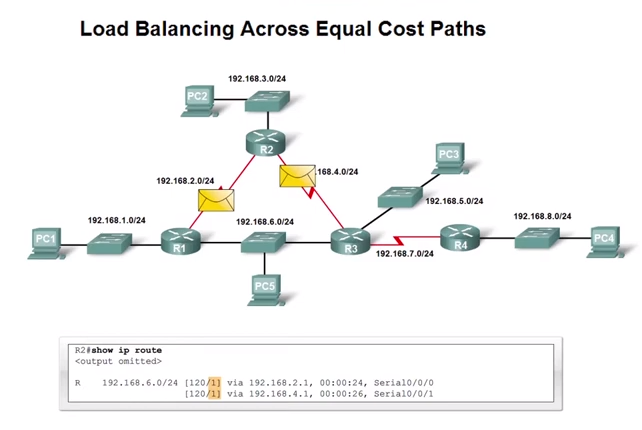 Load Balancing Across Equal Cost Paths
192.168.3.0/24
PC2
R2
PC3
192.168.2.0/24
.168.4.0/24
192.168.5.0/24
192.168.1.0/24
192.168.6.0/24
192.168.8.0/24
PC1
R1
R3
R4
PC4
192.168.7.0/24
PC5
R2#show ip route
<output omitted>
R 192.168.6.0/24 [120/1] via 192.168.2.1, 00:00:24, Serial0/0/0
[120/1] via 192.168.4.1, 00:00:26, Serial0/0/1